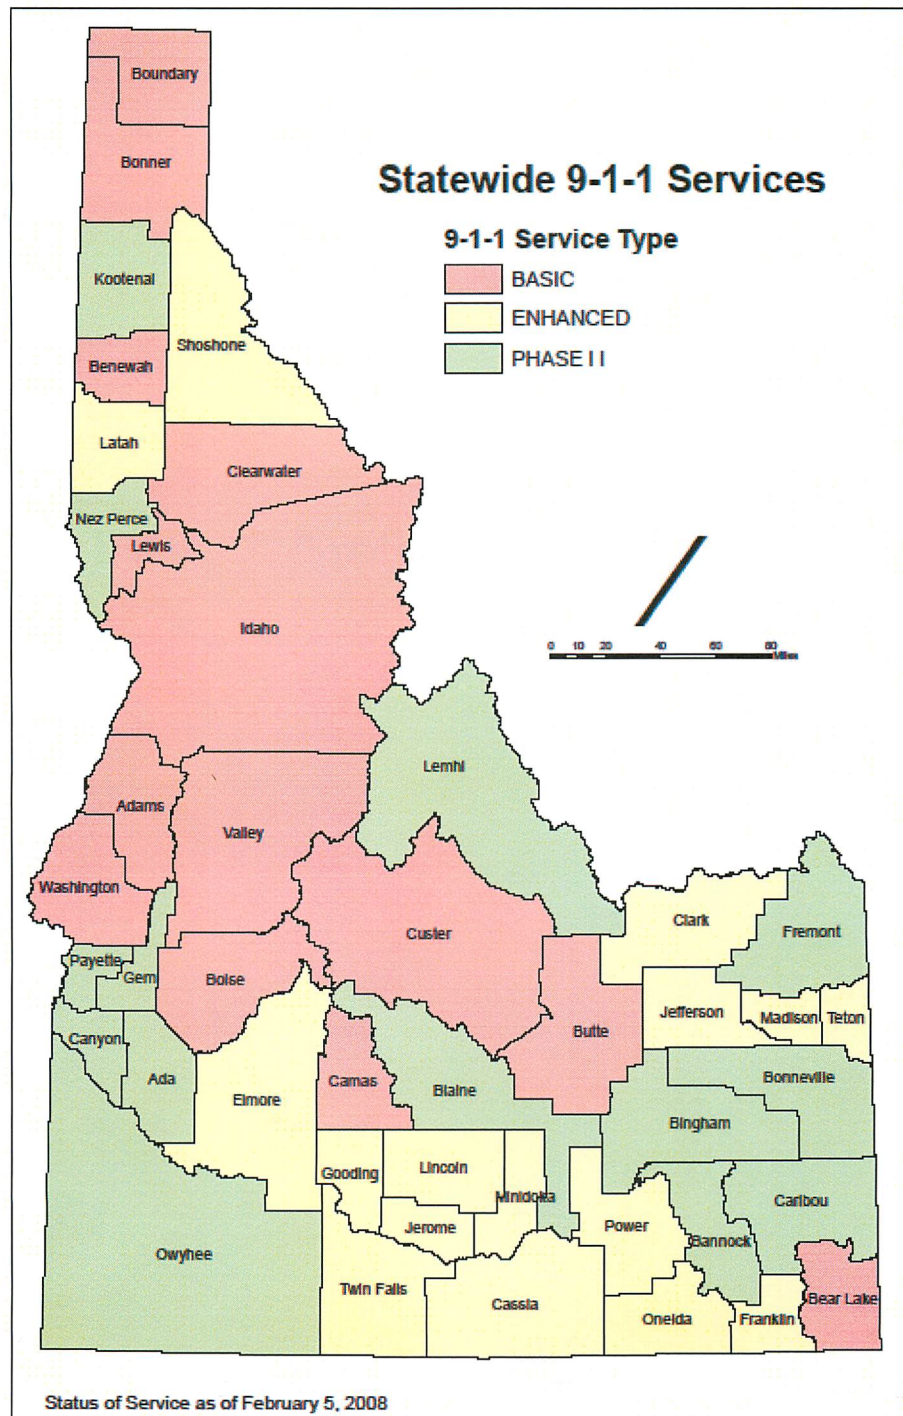 Boundary
Bonner
Statewide 9-1-1 Services
9-1-1 Service Type
BASIC
ENHANCED
PHASE I I
Kootenai
Shoshone
Benewah
Latah
Clearwater
Nez Perce
Lewis
Idaho
0 10 20 40 60 80
Miles
Lemhi
Adams
Valley
Washington
Custer
Clark
Fremont
Payette
Gem
Boise
Jefferson
Madison
Teton
Butte
Canyon
Ada
Elmore
Camas
Blaine
Bonneville
Bingham
Gooding
Lincoln
Minidoka
Caribou
Jerome
Power
Bannock
Owyhee
Twin Falls
Cassia
Oneida
Franklin
Bear Lake
Status of Service as of February 5, 2008